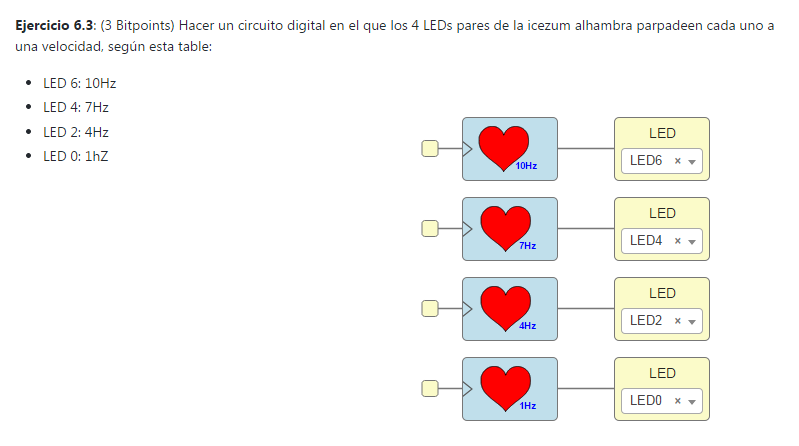 Ejercicio 6.3: (3 Bitpoints) Hacer un circuito digital en el que los 4 LEDs pares de la icezum alhambra parpadeen cada uno a
una velocidad, según esta table:
• LED 6: 10Hz
• LED 4: 7Hz
• LED 2: 4Hz
• LED 0: 1hZ
10Hz
LED
LED6 ×
7Hz
LED
LED4 ×
4Hz
LED
LED2 ×
1Hz
LED
LED0 ×